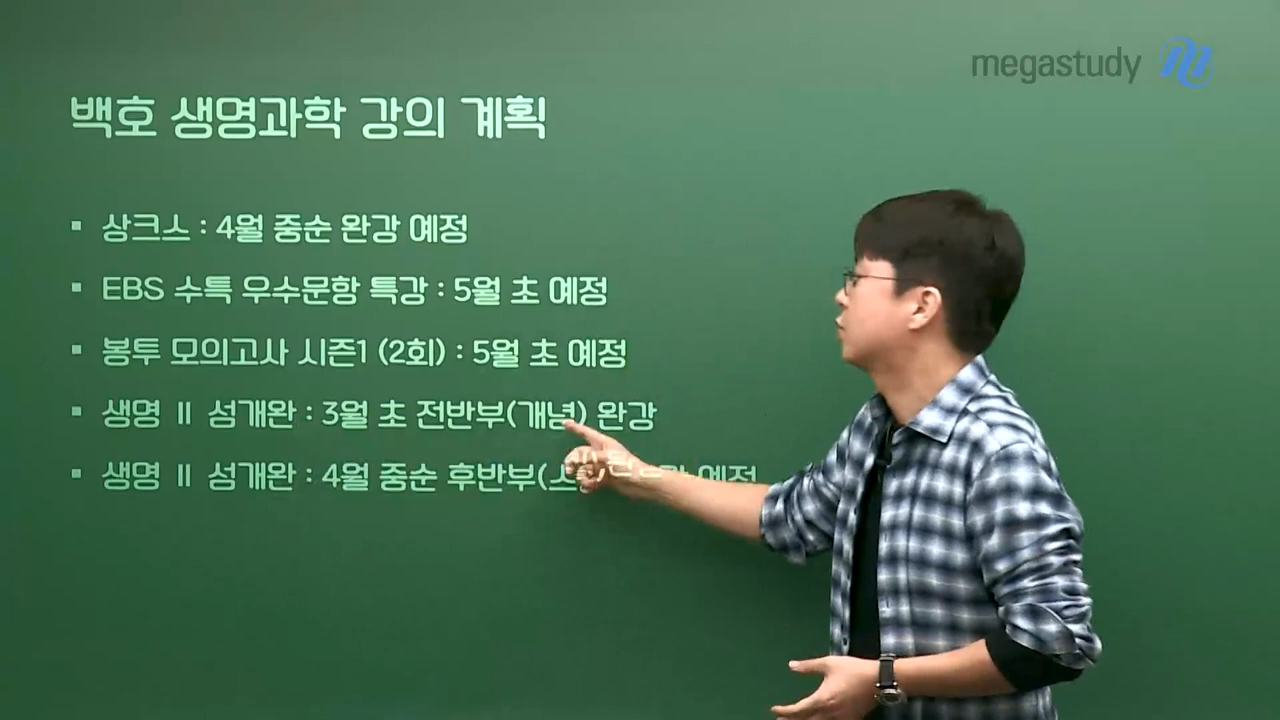 megastudy
백호 생명과학 강의 계획
▪ 상크스 : 4월 중순 완강 예정
▪ EBS 수특 우수문항 특강 : 5월 초 예정
▪ 봉투 모의고사 시즌1 (2회) : 5월 초 예정
▪ 생명 Ⅱ 섬개완 : 3월 초 전반부(개념) 완강
▪ 생명 Ⅱ 섬개완 : 4월 중순 후반부( 예정